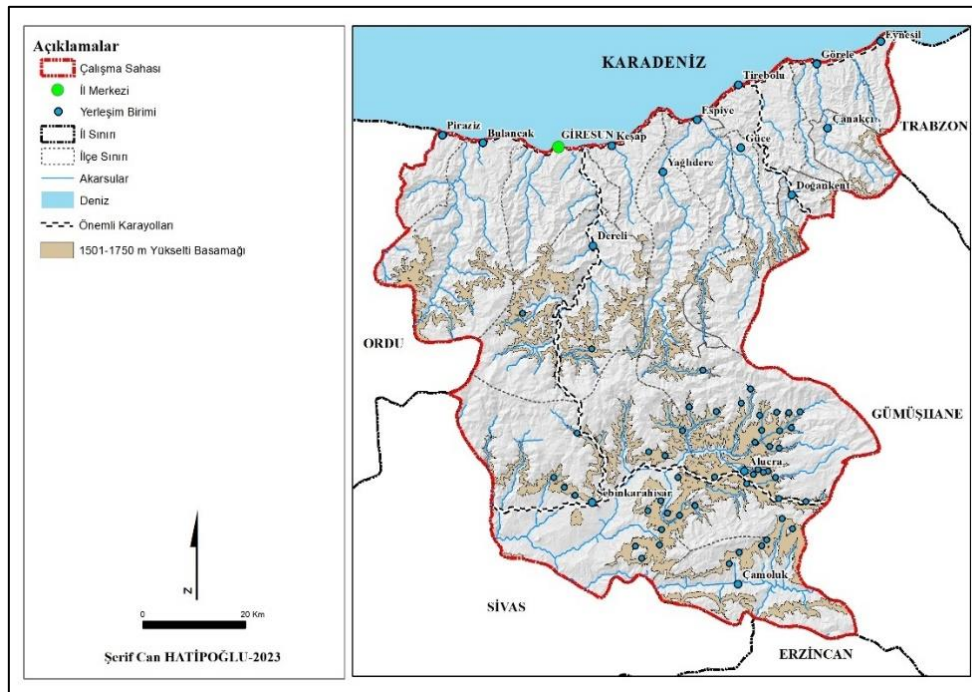 Açıklamalar
Çalışma Sahası
İl Merkezi
Yerleşim Birimi
İl Sınırı
İlçe Sınırı
Akarsular
Deniz
Önemli Karayolları
1501-1750 m Yükselti Basamağı
N
0 20 Km
Şerif Can HATİPOĞLU-2023
KARADENİZ
Eynesil
Görele
Tirebolu
Espiye
Çanakçı
TRABZON
Piraziz
Bulancak
GİRESUN
Keşap
Güce
Yağlıdere
Doğankent
Dereli
ORDU
GÜMÜŞHANE
Alucra
Şebinkarahisar
Çamoluk
SİVAS
ERZİNCAN